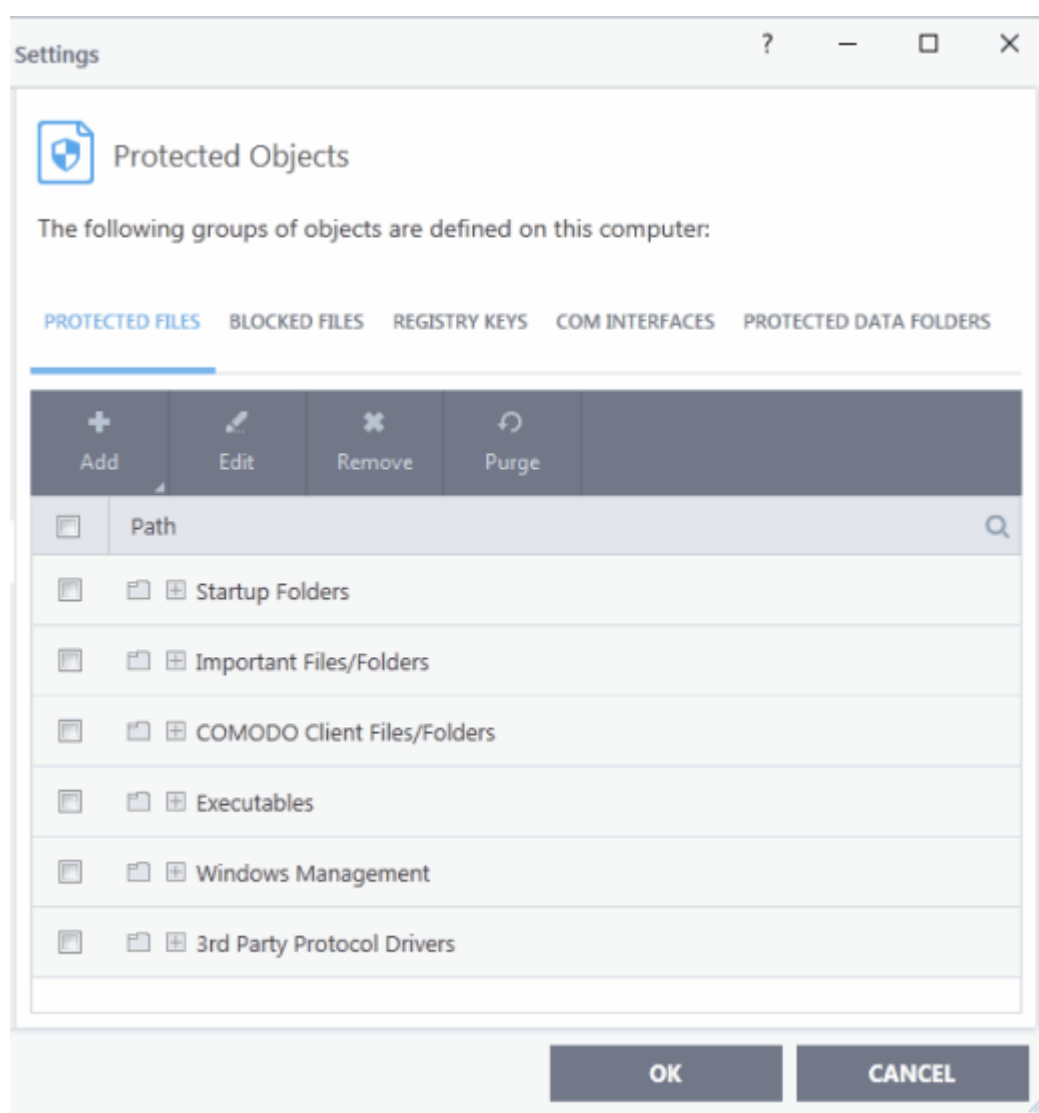 Settings ?
Protected Objects
The following groups of objects are defined on this computer:
PROTECTED FILES BLOCKED FILES REGISTRY KEYS COM INTERFACES PROTECTED DATA FOLDERS
Add Edit Remove Purge
Path
Startup Folders
Important Files/Folders
COMODO Client Files/Folders
Executables
Windows Management
3rd Party Protocol Drivers
OK CANCEL